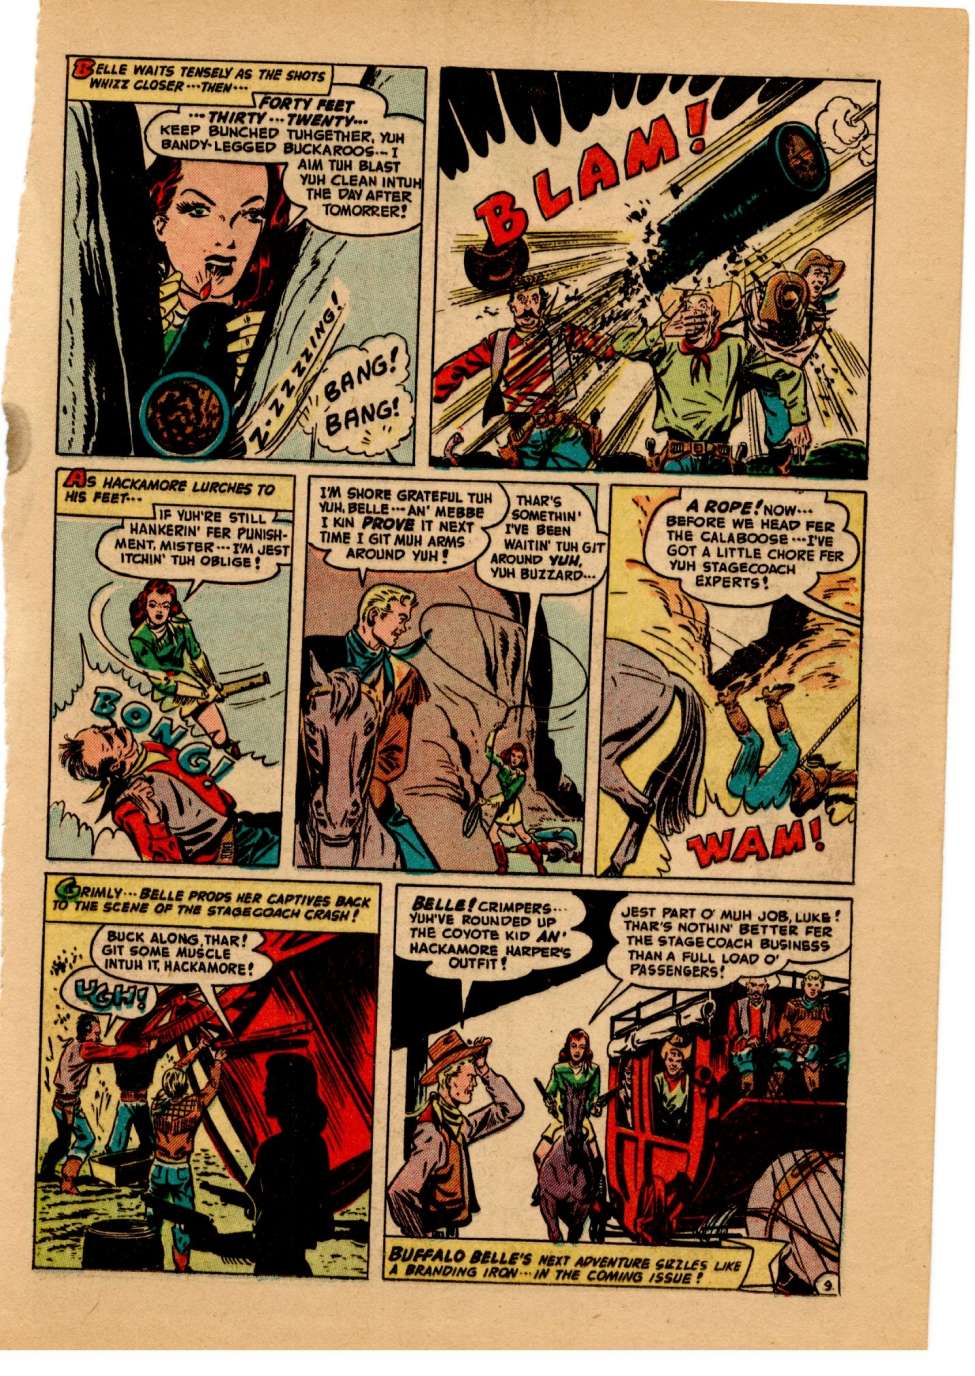 BELLE WAITS TENSELY AS THE SHOTS
WHIZZ CLOSER---THEN---
FORTY FEET
---THIRTY---TWENTY---
KEEP BUNCHED TUHGETHER, YUH
BANDY-LEGGED BUCKAROOS--- I
AIM TUH BLAST
YUH CLEAN INTUH
THE DAY AFTER
TOMORRER!
Z-ZZZZING!
BANG!
BANG!
BLAM!
AS HACKAMORE LURCHES TO
HIS FEET---
IF YUH'RE STILL
HANKERIN' FER PUNISH-
MENT, MISTER---I'M JEST
ITCHIN' TUH OBLIGE!
BONG!
I'M SHORE GRATEFUL TUH
YUH, BELLE--- AN' MEBBE
I KIN PROVE IT NEXT
TIME I GIT MUH ARMS
AROUND YUH!
THAR'S
SOMETHIN'
I'VE BEEN
WAITIN' TUH GIT
AROUND YUH,
YUH BUZZARD---
A ROPE! NOW---
BEFORE WE HEAD FER
THE CALABOOSE---I'VE
GOT A LITTLE CHORE FER
YUH STAGECOACH
EXPERTS!
WAM!
GRIMLY--- BELLE PRODS HER CAPTIVES BACK
TO THE SCENE OF THE STAGECOACH CRASH!
BUCK ALONG, THAR!
GIT SOME MUSCLE
INTUH IT, HACKAMORE!
UGH!
BELLE! CRIMPERS---
YUH'VE ROUNDED UP
THE COYOTE KID AN'
HACKAMORE HARPER'S
OUTFIT!
JEST PART O' MUH JOB, LUKE!
THAR'S NOTHIN' BETTER FER
THE STAGECOACH BUSINESS
THAN A FULL LOAD O'
PASSENGERS!
BUFFALO BELLE'S NEXT ADVENTURE SIZZLES LIKE
A BRANDING IRON---IN THE COMING ISSUE!
9